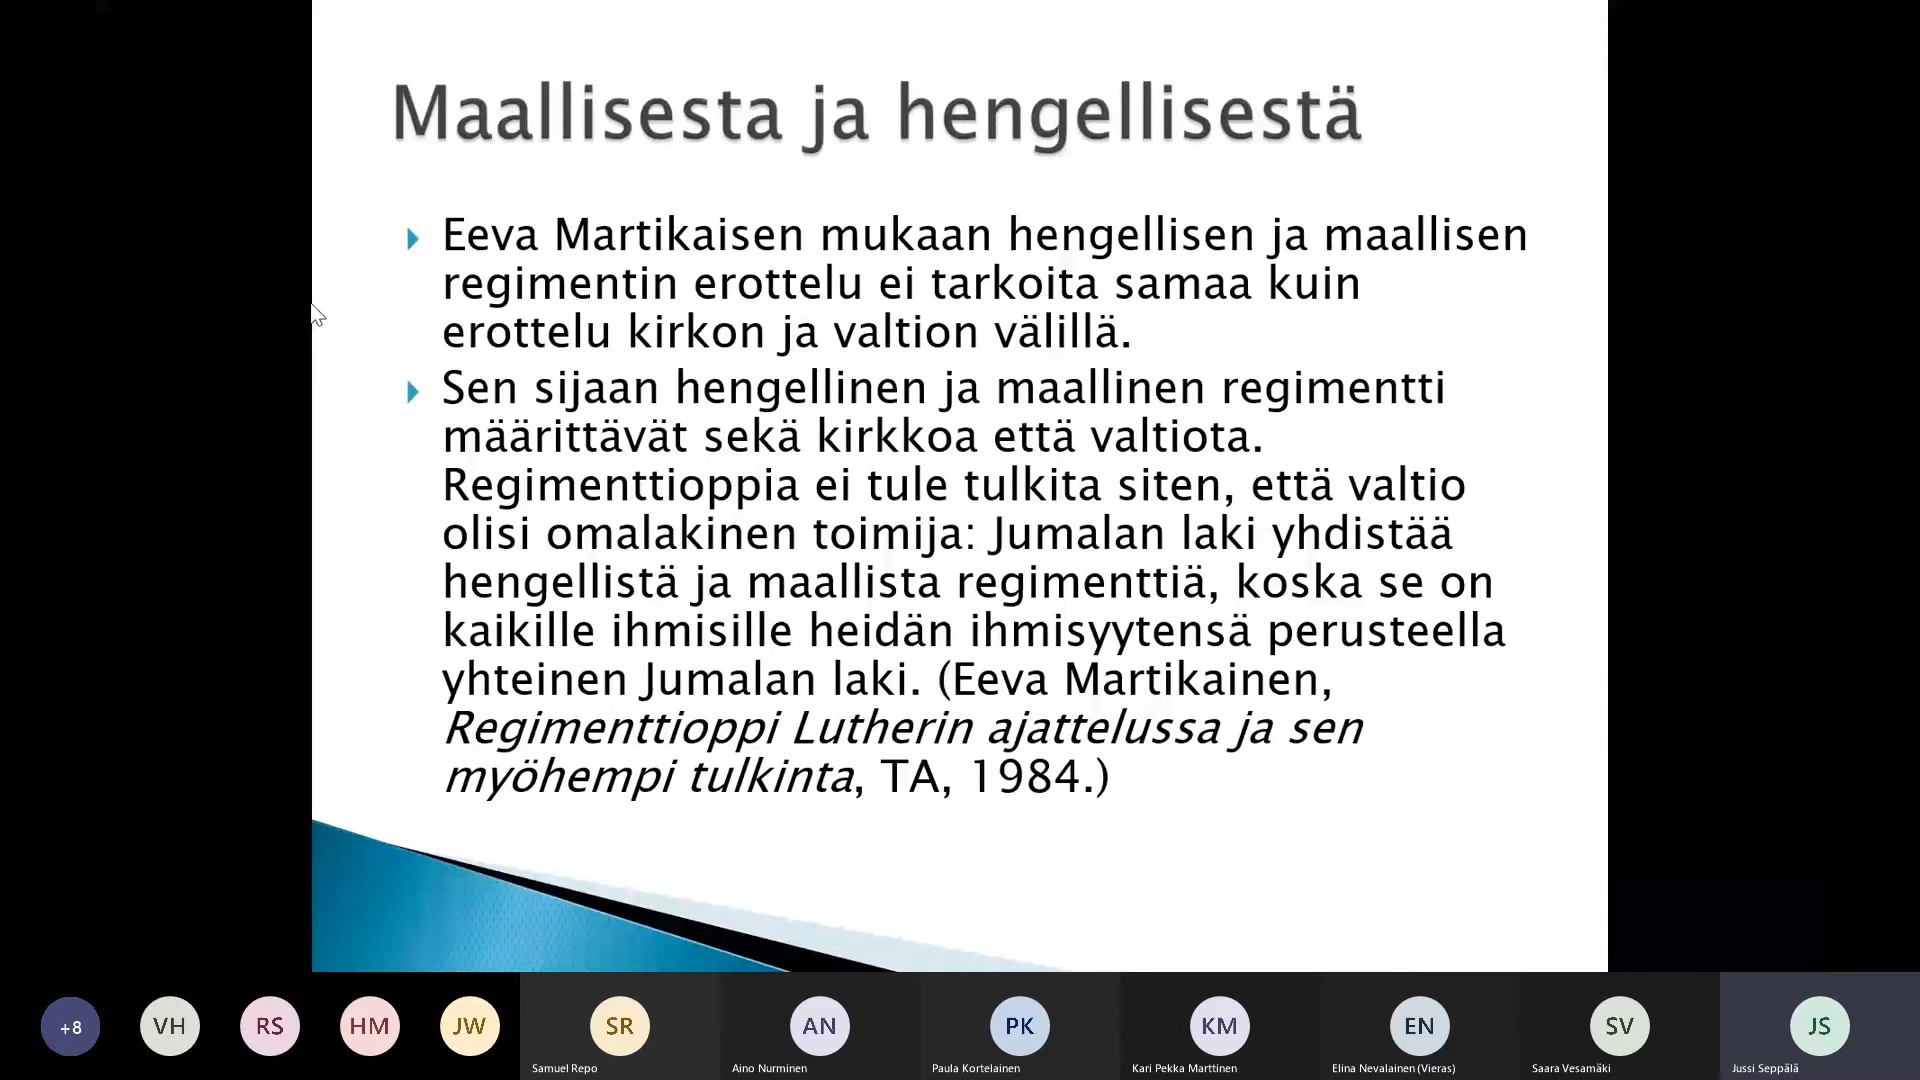 Maallisesta ja hengellisestä
Eeva Martikaisen mukaan hengellisen ja maallisen
regimentin erottelu ei tarkoita samaa kuin
erottelu kirkon ja valtion välillä.
Sen sijaan hengellinen ja maallinen regimentti
määrittävät sekä kirkkoa että valtiota.
Regimenttioppia ei tule tulkita siten, että valtio
olisi omalakinen toimija: Jumalan laki yhdistää
hengellistä ja maallista regimenttiä, koska se on
kaikille ihmisille heidän ihmisyytensä perusteella
yhteinen Jumalan laki. (Eeva Martikainen,
Regimenttioppi Lutherin ajattelussa ja sen
myöhempi tulkinta, TA, 1984.)
+8 VH RS HM JW SR AN PK KM EN SV JS
Samuel Repo Aino Nurminen Paula Kortelainen Kari Pekka Marttinen Elina Nevalainen (Vieras) Saara Vesamäki Jussi Seppälä